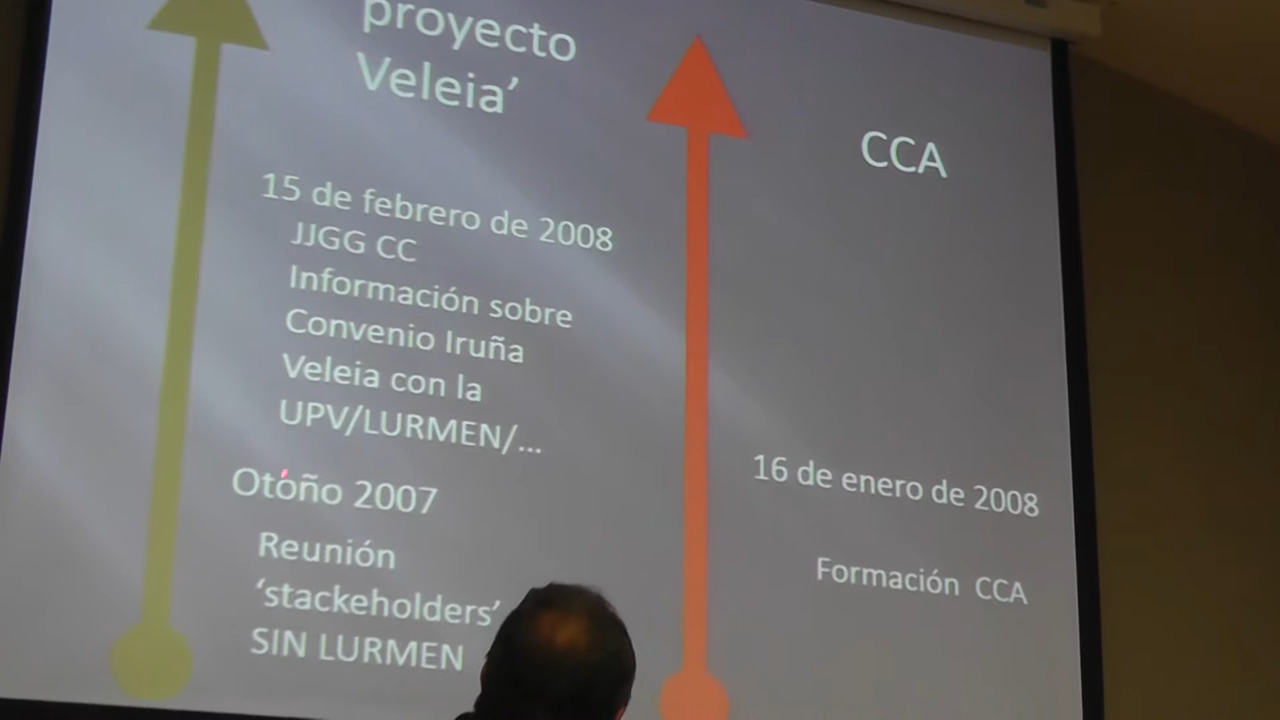 proyecto
Veleia’
CCA
15 de febrero de 2008
JJGG CC
Información sobre
Convenio Iruña
Veleia con la
UPV/LURMEN/...
Otoño 2007
Reunión
‘stackeholders’
SIN LURMEN
16 de enero de 2008
Formación CCA